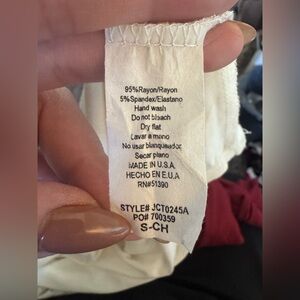 95%Rayon/Rayon
5%Spandex/Elastano
Hand wash
Do not bleach
Dry flat
Lavar a mano
No usar blanqueador
Secar plano
MADE IN U.S.A.
HECHO EN E.U.A
RN#51390
STYLE# JCT0245A
PO# 700359
S-CH